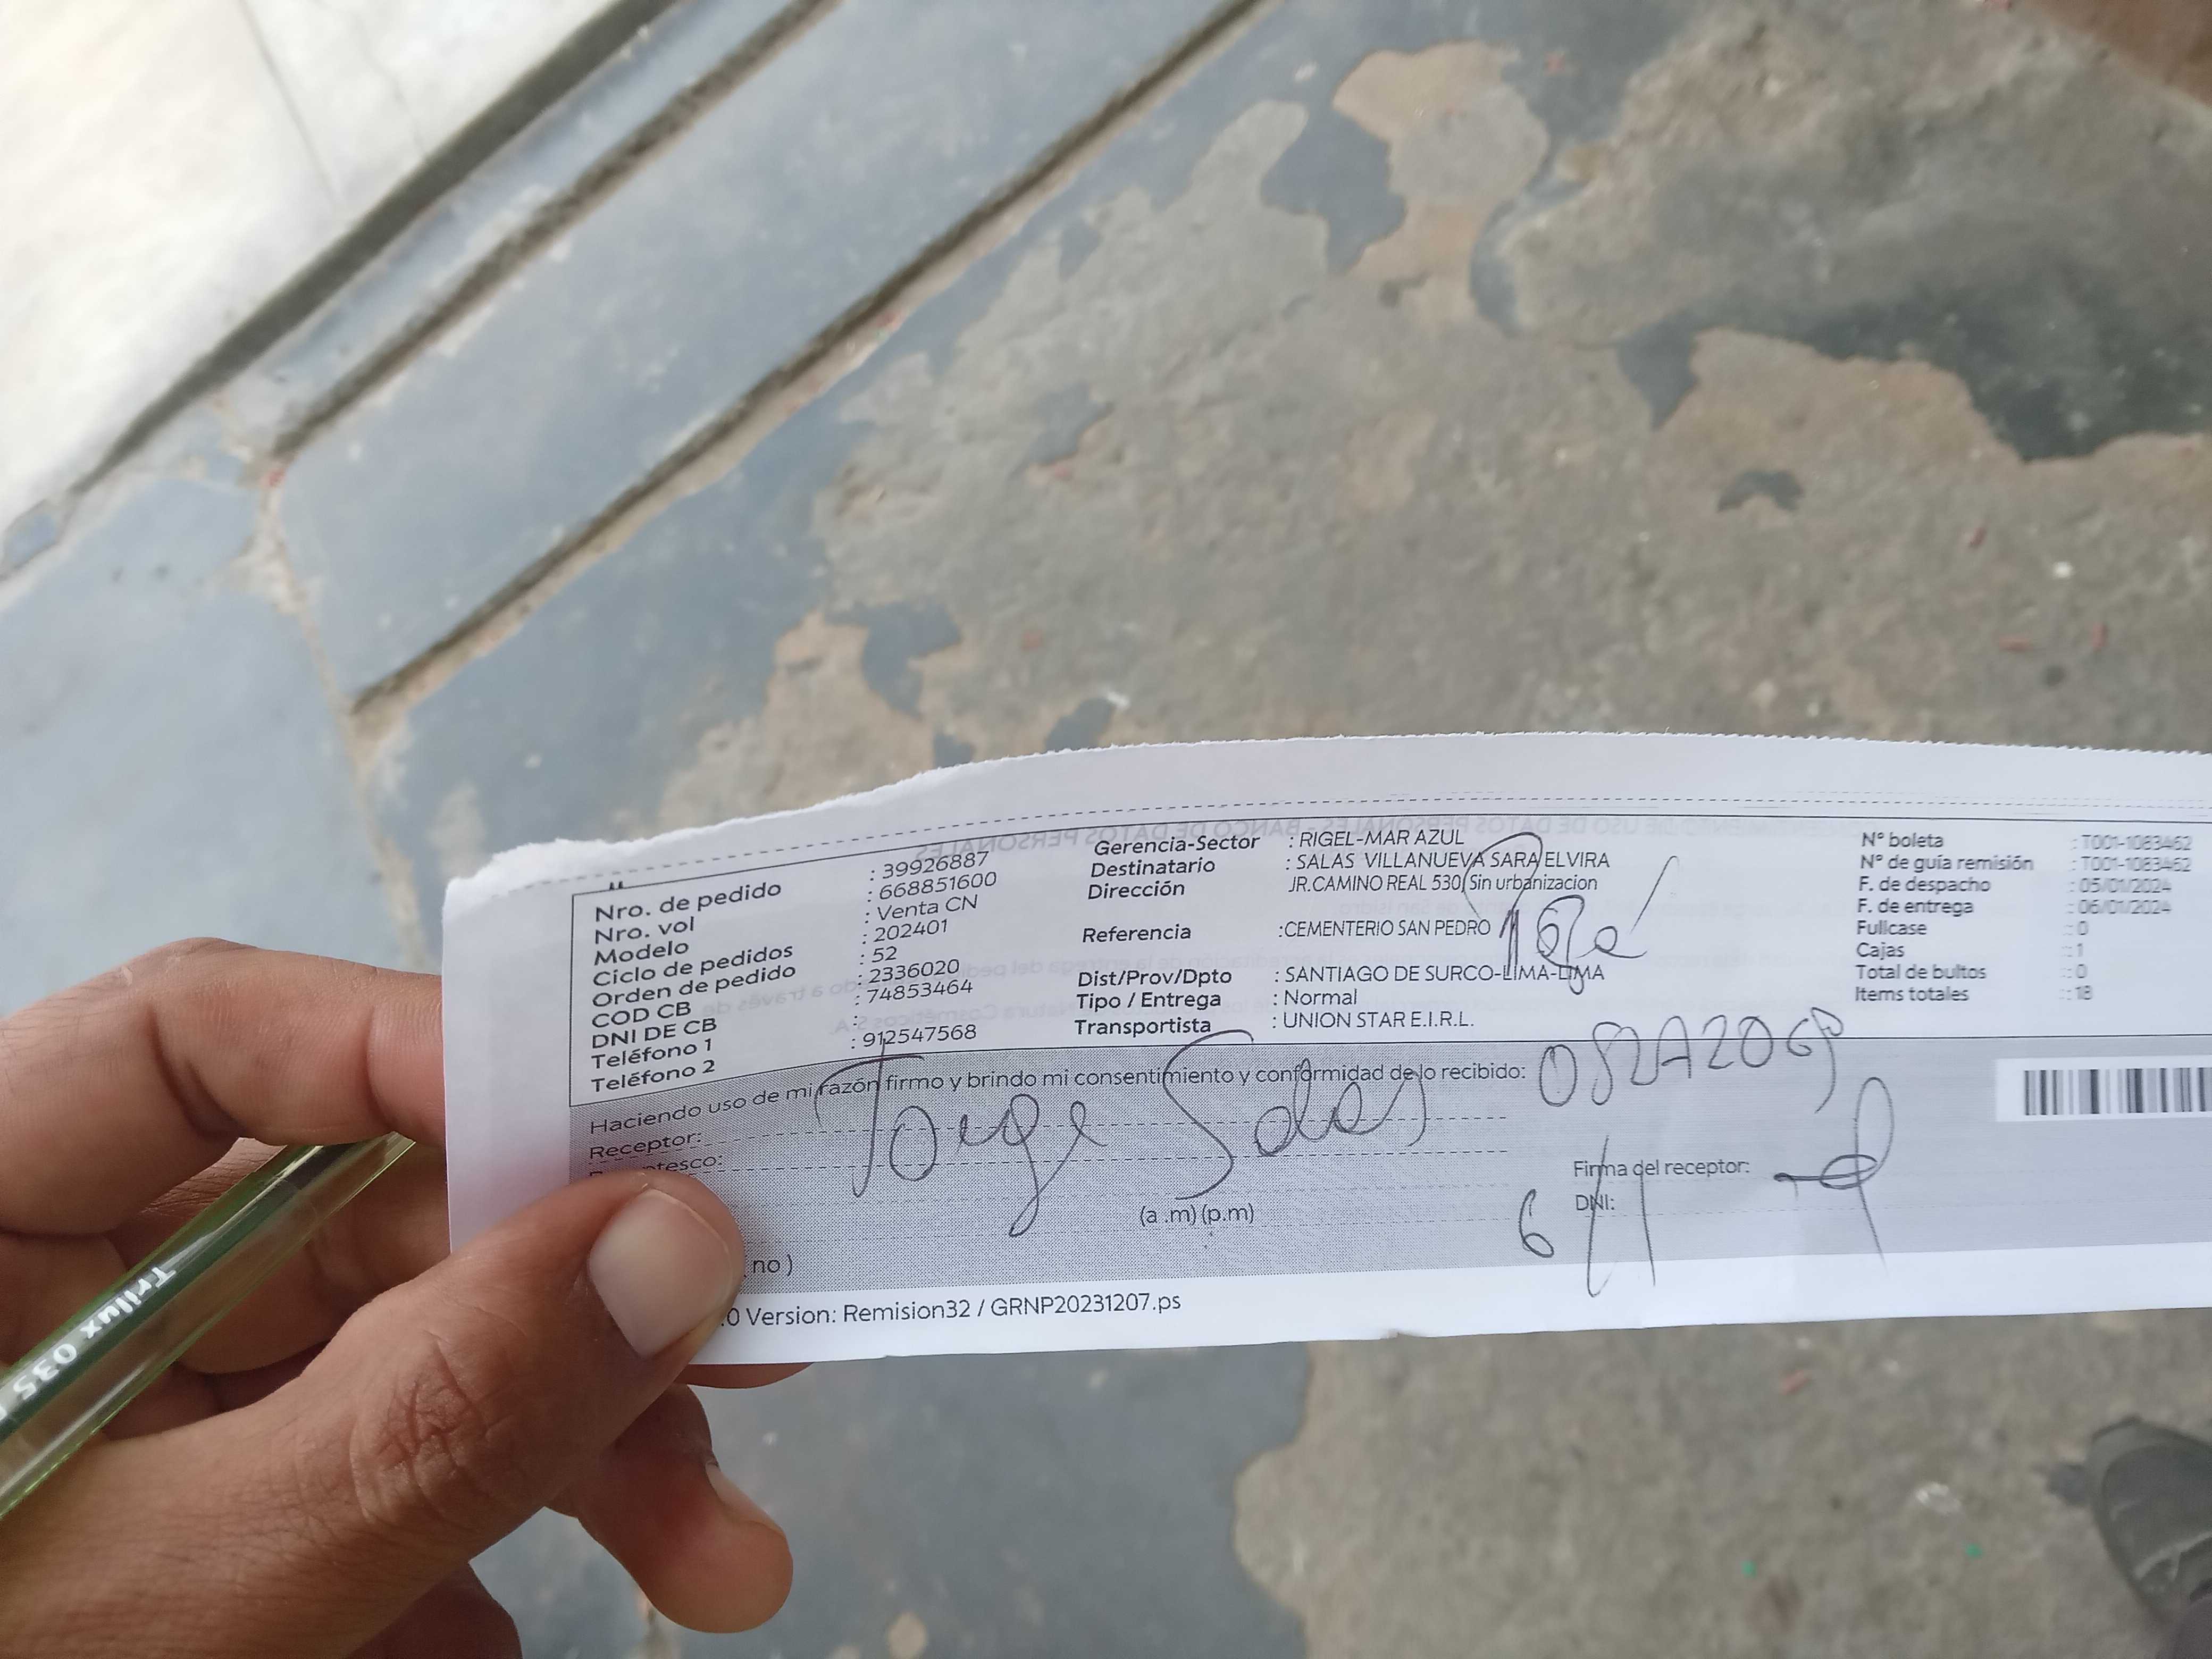 Nro. de pedido : 39926887
Nro. vol : 668851600
Modelo : Venta CN
Ciclo de pedidos : 202401
Orden de pedido : 52
COD CB : 2336020
DNI DE CB : 74853464
Teléfono 1 :
Teléfono 2 : 912547568
Gerencia-Sector : RIGEL-MAR AZUL
Destinatario : SALAS VILLANUEVA SARA ELVIRA
Dirección JR.CAMINO REAL 530 Sin urbanizacion
Referencia :CEMENTERIO SAN PEDRO
Dist/Prov/Dpto : SANTIAGO DE SURCO-LIMA-LIMA
Tipo / Entrega : Normal
Transportista : UNION STAR E.I.R.L.
Nº boleta : T001-1083462
Nº de guía remisión : T001-1083462
F. de despacho : 05/01/2024
F. de entrega : 06/01/2024
Fullcase : 0
Cajas : 1
Total de bultos : 0
Items totales : 18
Haciendo uso de mi razón firmo y brindo mi consentimiento y conformidad de lo recibido:
Receptor: Jorge Salas
Firma del receptor:
DNI:
6/1
(a .m) (p.m)
no )
.0 Version: Remision32 / GRNP20231207.ps
Trilux 035